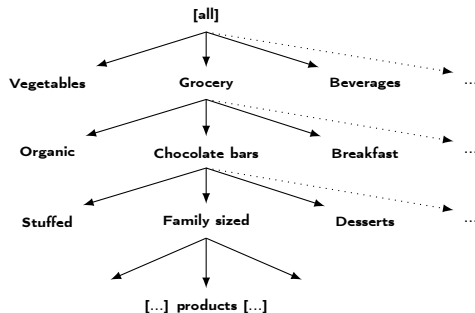 [all]
Vegetables Grocery Beverages ...
Organic Chocolate bars Breakfast ...
Stuffed Family sized Desserts ...
[...] products [...]